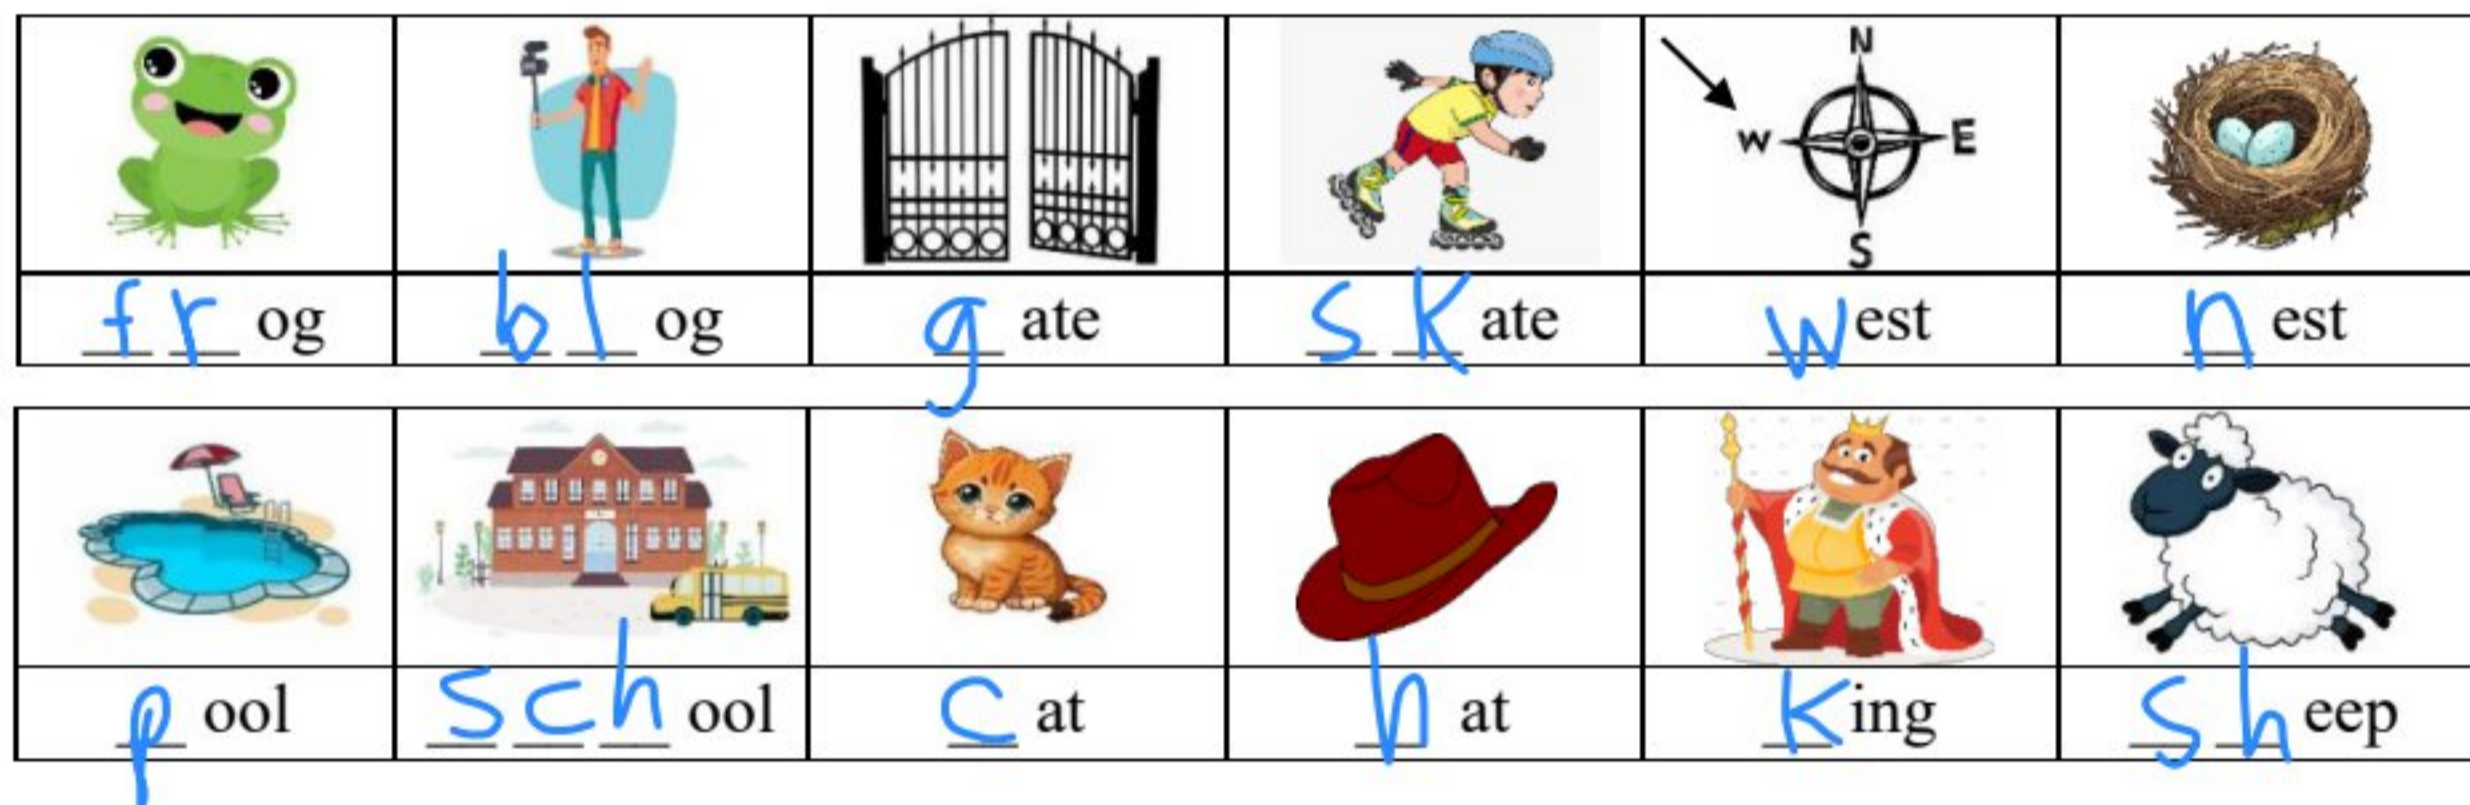 N
W E
S
frog blog gate skate west nest
pool school cat hat king sheep